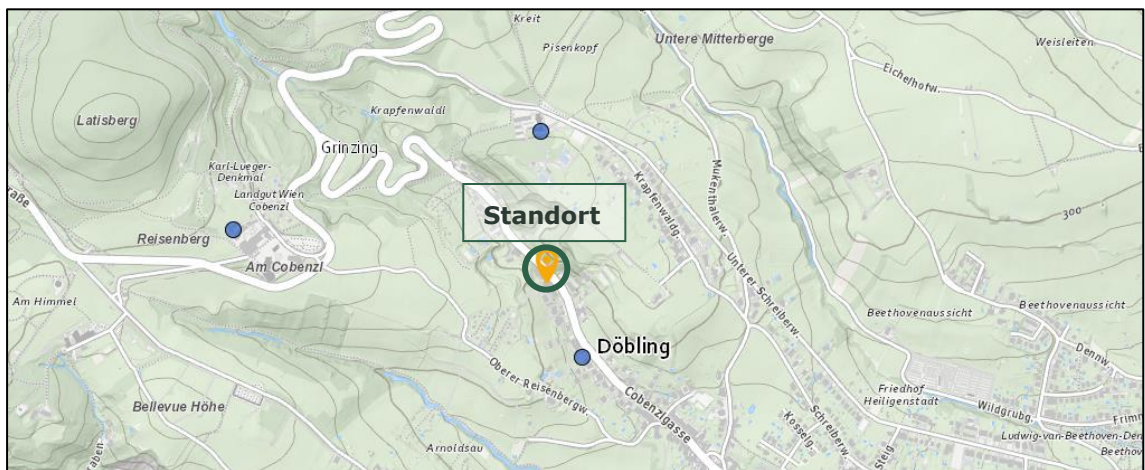 Kreit
Pisenkopf
Untere Mitterberge
Weisleiten
Eichelhofw.
Latisberg
Krapfenwaldl
Grinzing
Karl-Lueger-
Denkmal
Landgut Wien
Cobenzl
Krapfenwaldg.
Mukenthalerw.
Standort
300
Reisenberg
Am Cobenzl
Unterer Schreiberw.
Am Himmel
Beethovenaussicht
Beethovenaussicht
Döbling
Dennw.
Oberer-Reisenbergw.
Cobenzlgasse
Friedhof
Heiligenstadt
Wildgrubg.
Bellevue Höhe
Arnoldsau
Kosselg.
Schreiberw.
Steig
Ludwig-van-Beethoven-Den